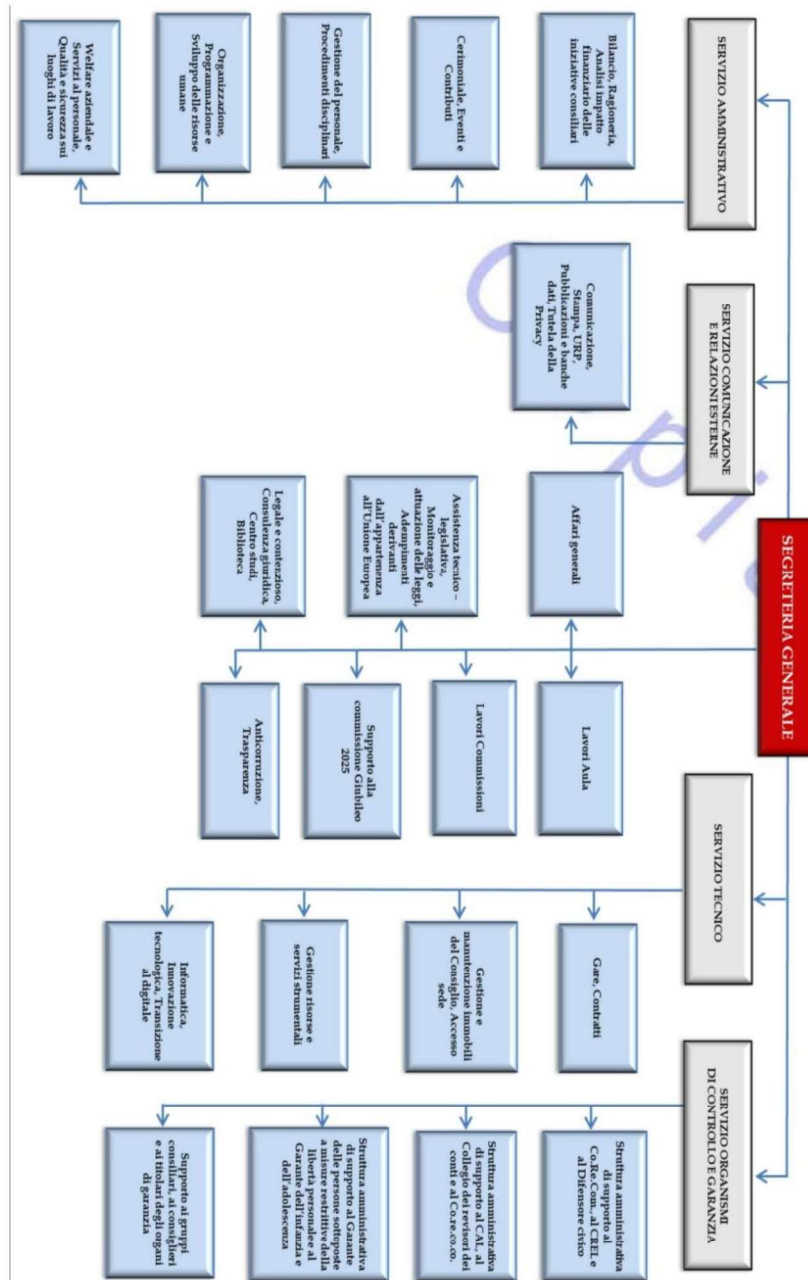 SEGRETERIA GENERALE
SERVIZIO AMMINISTRATIVO
Bilancio, Ragioneria,
Analisi impatto
finanziario delle
iniziative consiliari
Cerimoniale, Eventi e
Contributi
Gestione del personale,
Procedimenti disciplinari
Organizzazione,
Programmazione e
Sviluppo delle risorse
umane
Welfare aziendale e
Servizi al personale,
Qualità e sicurezza sui
luoghi di lavoro
SERVIZIO COMUNICAZIONE
E RELAZIONI ESTERNE
Comunicazione,
Stampa, URP,
Pubblicazioni e banche
dati, Tutela della
Privacy
Affari generali
Assistenza tecnico –
legislativa,
Monitoraggio e
attuazione delle leggi,
Adempimenti
derivanti
dall'appartenenza
all'Unione Europea
Legale e contenzioso,
Consulenza giuridica,
Centro studi,
Biblioteca
Lavori Aula
Lavori Commissioni
Supporto alla
commissione Giubileo
2025
Anticorruzione,
Trasparenza
SERVIZIO TECNICO
Gare, Contratti
Gestione e
manutenzione immobili
del Consiglio, Accesso
sede
Gestione risorse e
servizi strumentali
Informatica,
Innovazione
tecnologica, Transizione
al digitale
SERVIZIO ORGANISMI
DI CONTROLLO E GARANZIA
Struttura amministrativa
di supporto al
Co.Re.Com., al CREL e
al Difensore civico
Struttura amministrativa
di supporto al CAL, al
Collegio dei revisori dei
conti e al Co.re.co.co.
Struttura amministrativa
di supporto al Garante
delle persone sottoposte
a misure restrittive della
libertà personale e al
Garante dell'infanzia e
dell'adolescenza
Supporto ai gruppi
consiliari, ai consiglieri
e ai titolari degli organi
di garanzia
Copia